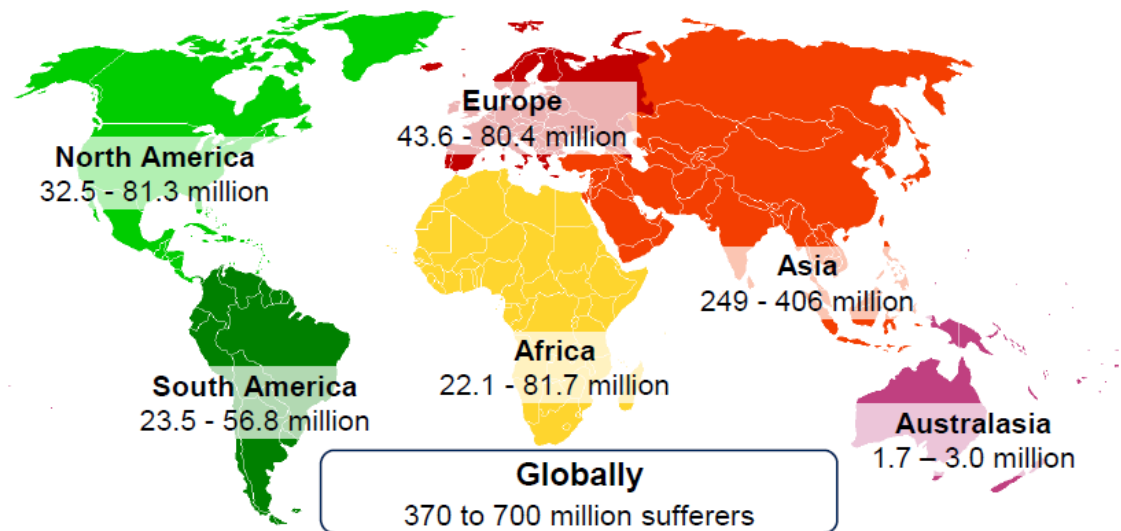 Europe
43.6 - 80.4 million
North America
32.5 - 81.3 million
Asia
249 - 406 million
Africa
22.1 - 81.7 million
South America
23.5 - 56.8 million
Australasia
1.7 – 3.0 million
Globally
370 to 700 million sufferers